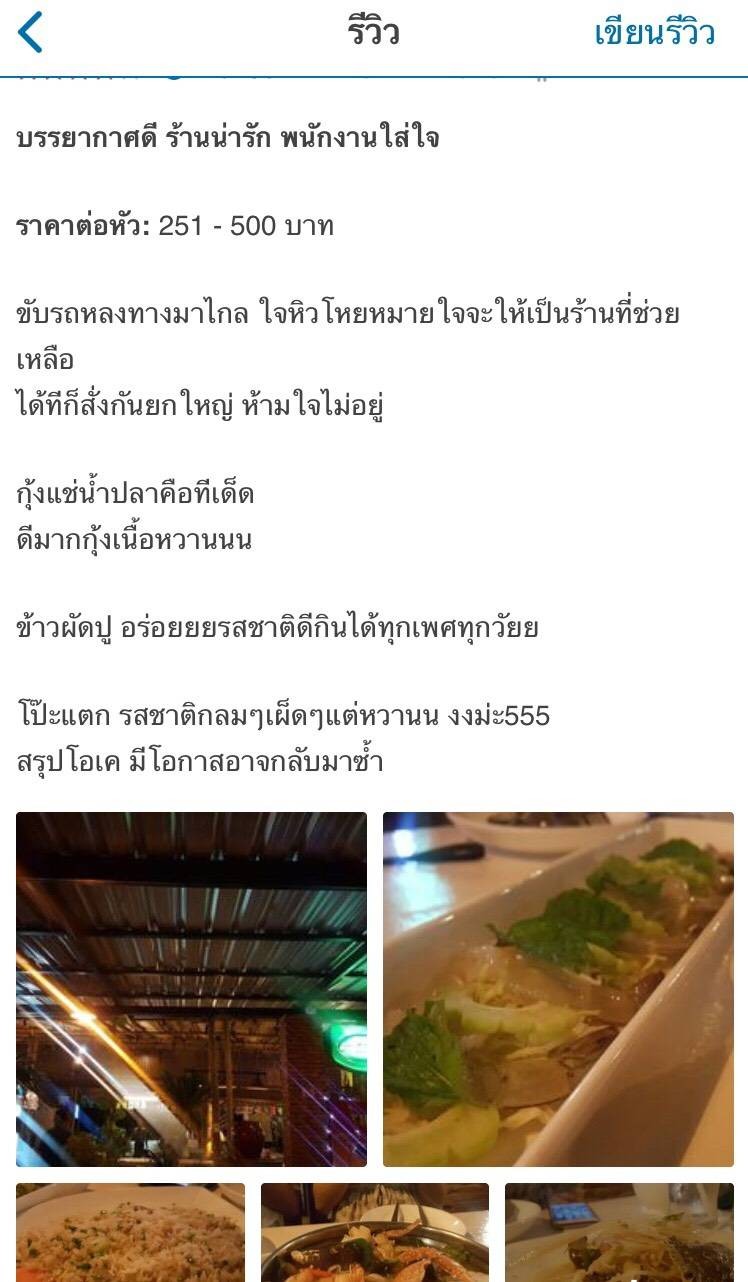 รีวิว
เขียนรีวิว
บรรยากาศดี ร้านน่ารัก พนักงานใส่ใจ
ราคาต่อหัว: 251 - 500 บาท
ขับรถหลงทางมาไกล ใจหิวโหยหมายใจจะให้เป็นร้านที่ช่วย
เหลือ
ได้ทีก็สั่งกันยกใหญ่ ห้ามใจไม่อยู่
กุ้งแช่น้ำปลาคือทีเด็ด
ดีมากกุ้งเนื้อหวานนน
ข้าวผัดปู อร่อยยยรสชาติดีกินได้ทุกเพศทุกวัยย
โป๊ะแตก รสชาติกลมๆเผ็ดๆแต่หวานน งงม่ะ555
สรุปโอเค มีโอกาสอาจกลับมาซ้ำ